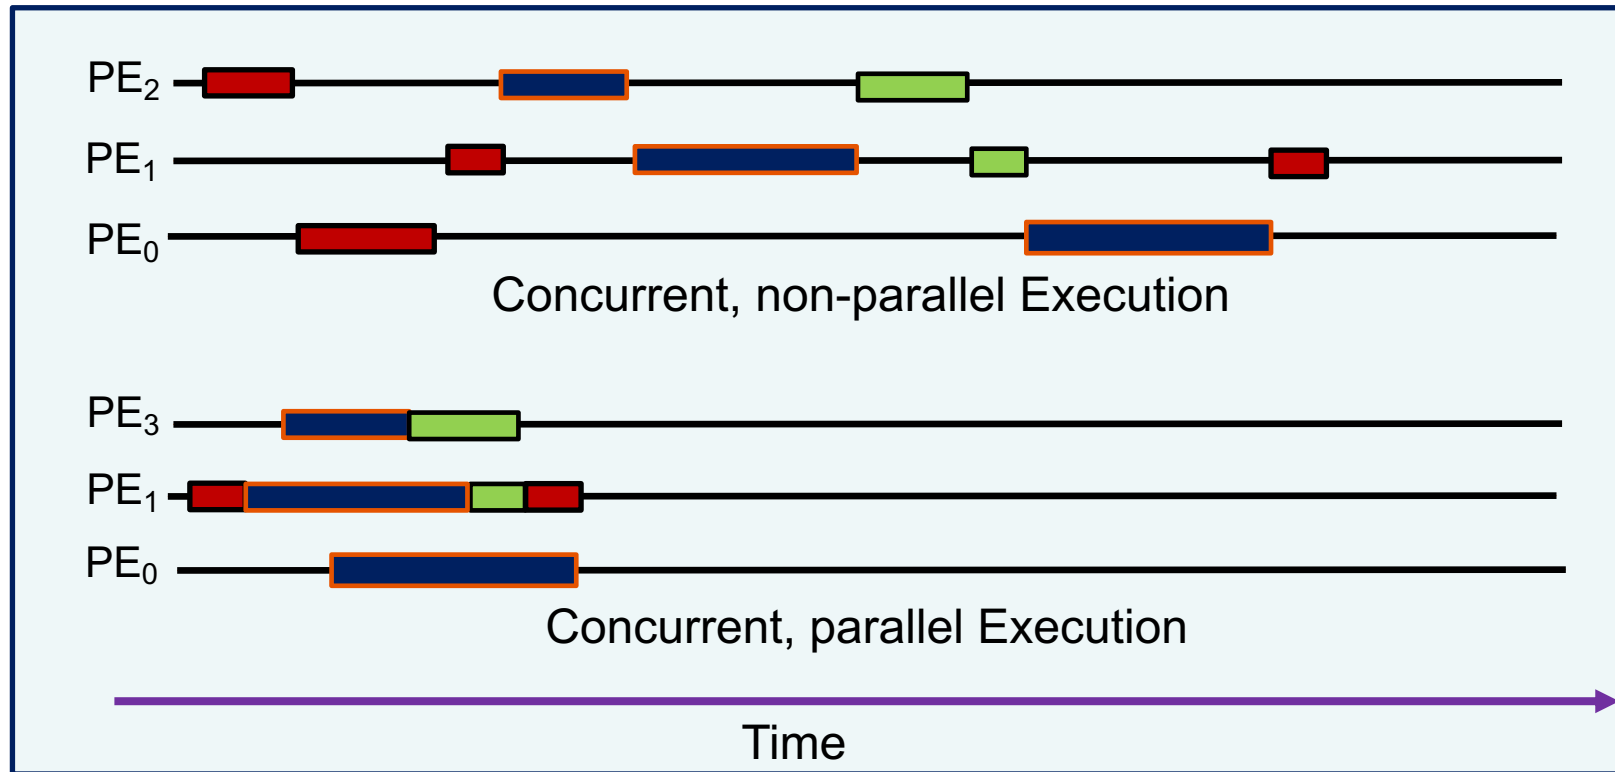 PE₂
PE₁
PE₀
Concurrent, non-parallel Execution
PE₃
PE₁
PE₀
Concurrent, parallel Execution
Time